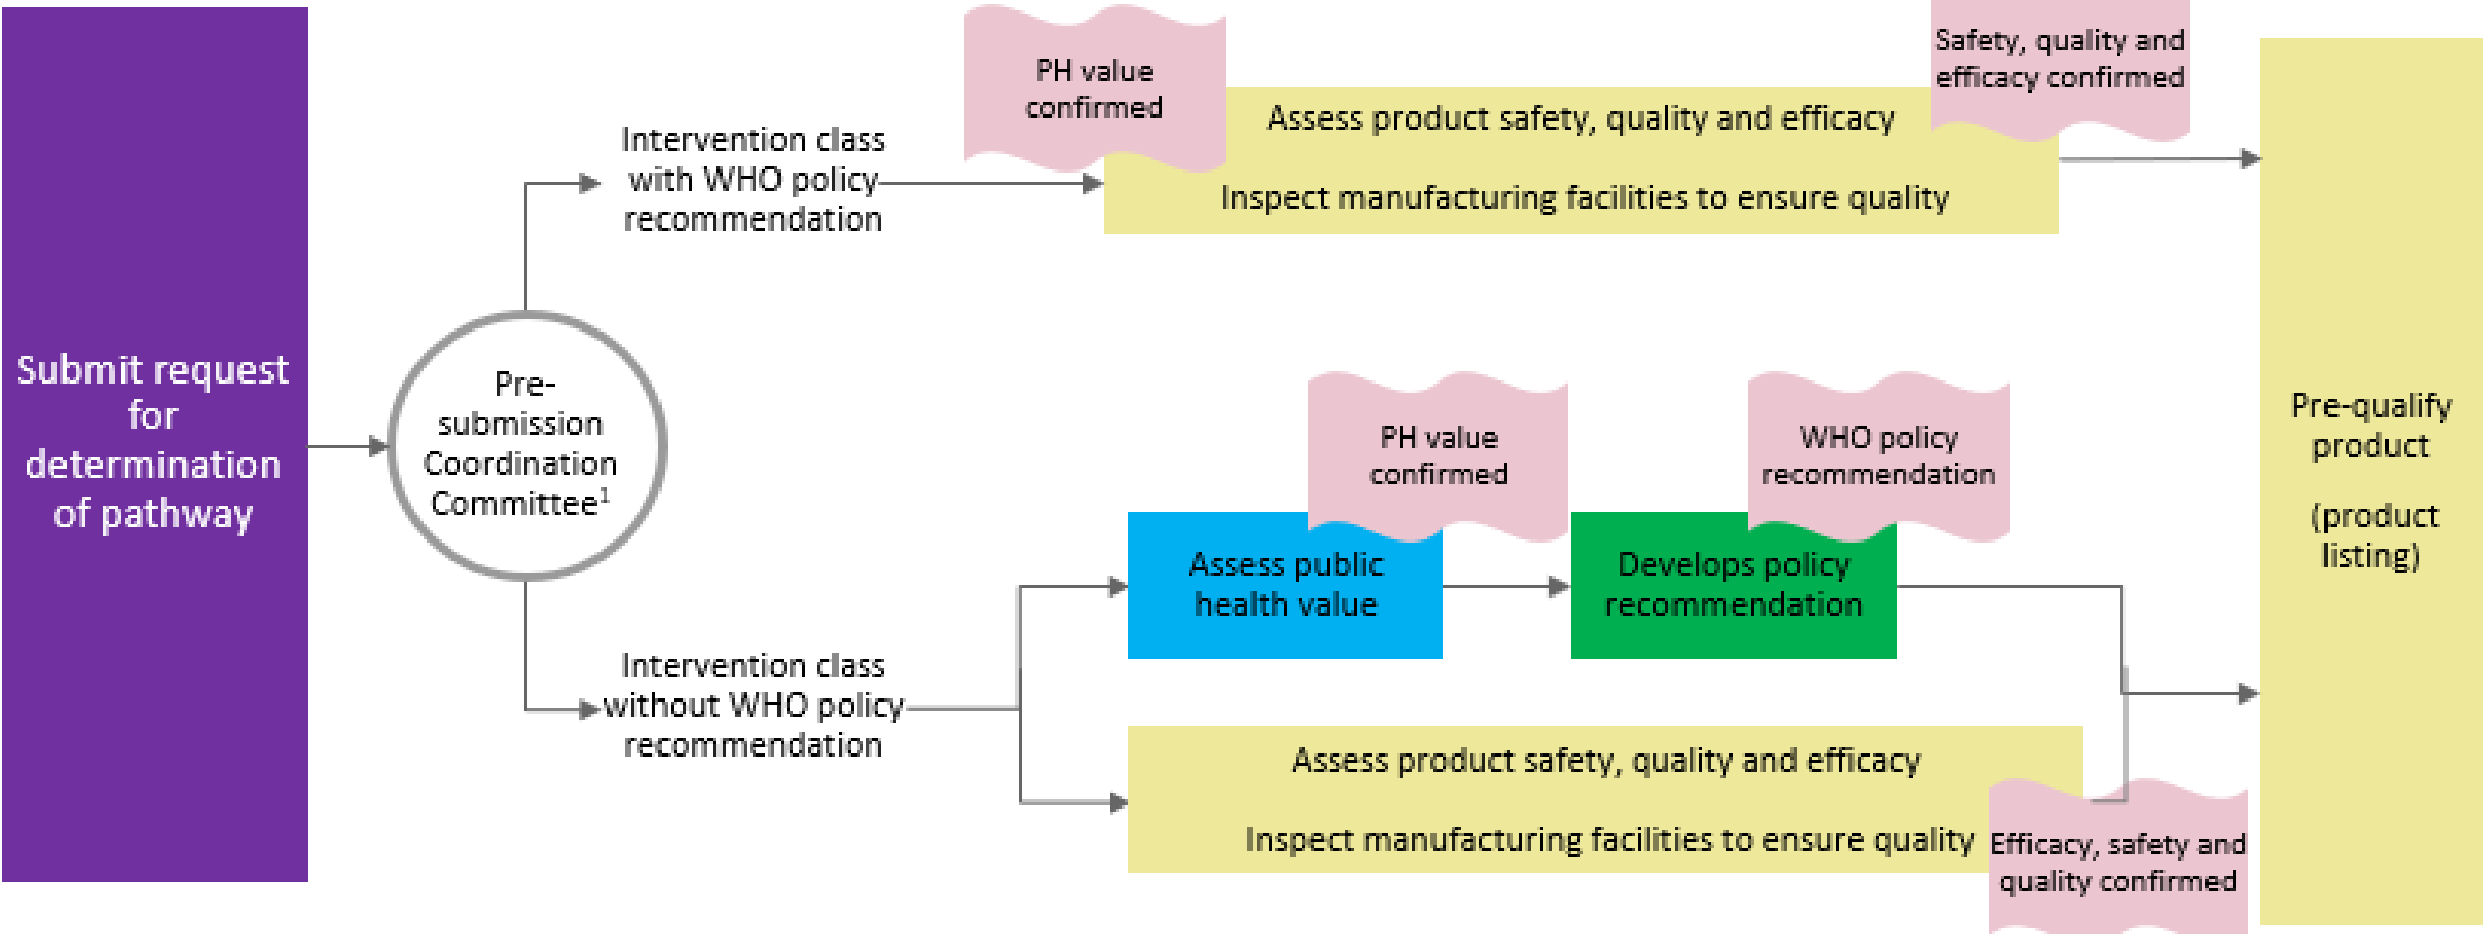 Submit request
for
determination
of pathway
Pre-
submission
Coordination
Committee¹
Intervention class
with WHO policy
recommendation
PH value
confirmed
Assess product safety, quality and efficacy
Inspect manufacturing facilities to ensure quality
Safety, quality and
efficacy confirmed
Intervention class
without WHO policy
recommendation
PH value
confirmed
Assess public
health value
WHO policy
recommendation
Develops policy
recommendation
Assess product safety, quality and efficacy
Inspect manufacturing facilities to ensure quality
Efficacy, safety and
quality confirmed
Pre-qualify
product
(product
listing)